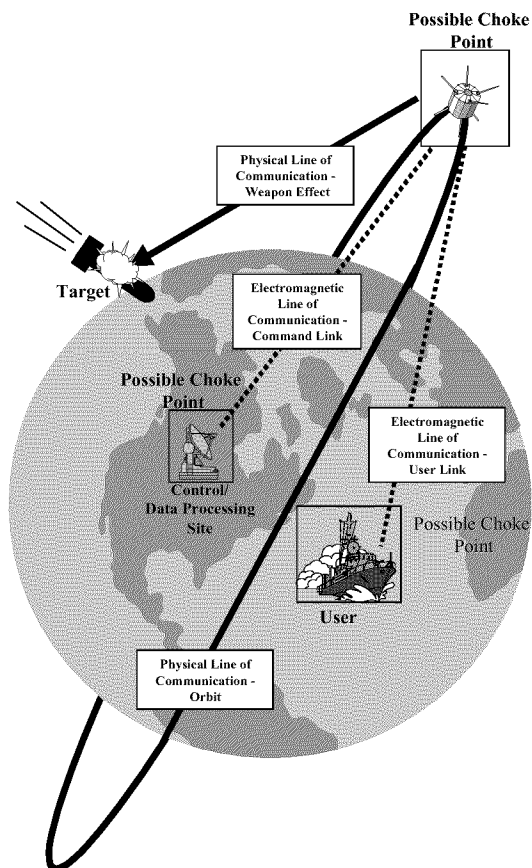 Possible Choke
Point
Physical Line of
Communication -
Weapon Effect
Target
Electromagnetic
Line of
Communication -
Command Link
Possible Choke
Point
Control/
Data Processing
Site
Electromagnetic
Line of
Communication -
User Link
Possible Choke
Point
User
Physical Line of
Communication -
Orbit